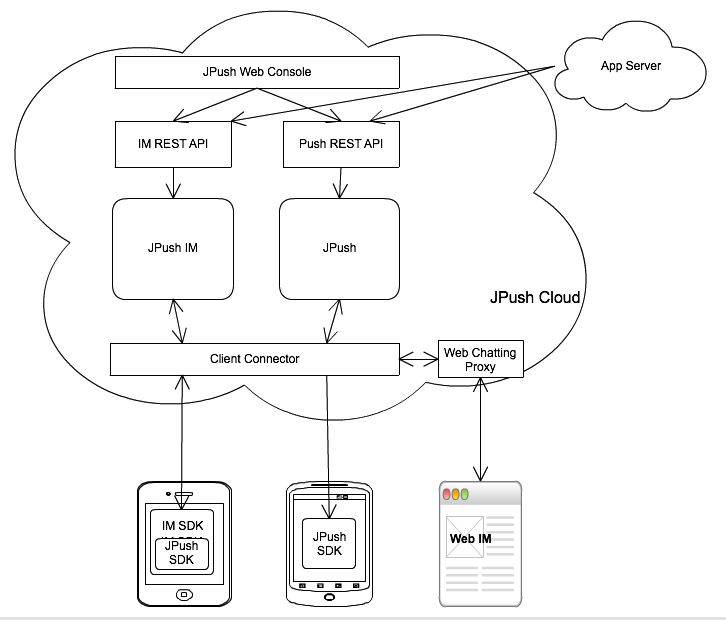 JPush Web Console
App Server
IM REST API
Push REST API
JPush IM
JPush
JPush Cloud
Client Connector
Web Chatting
Proxy
IM SDK
JPush
SDK
JPush
SDK
Web IM